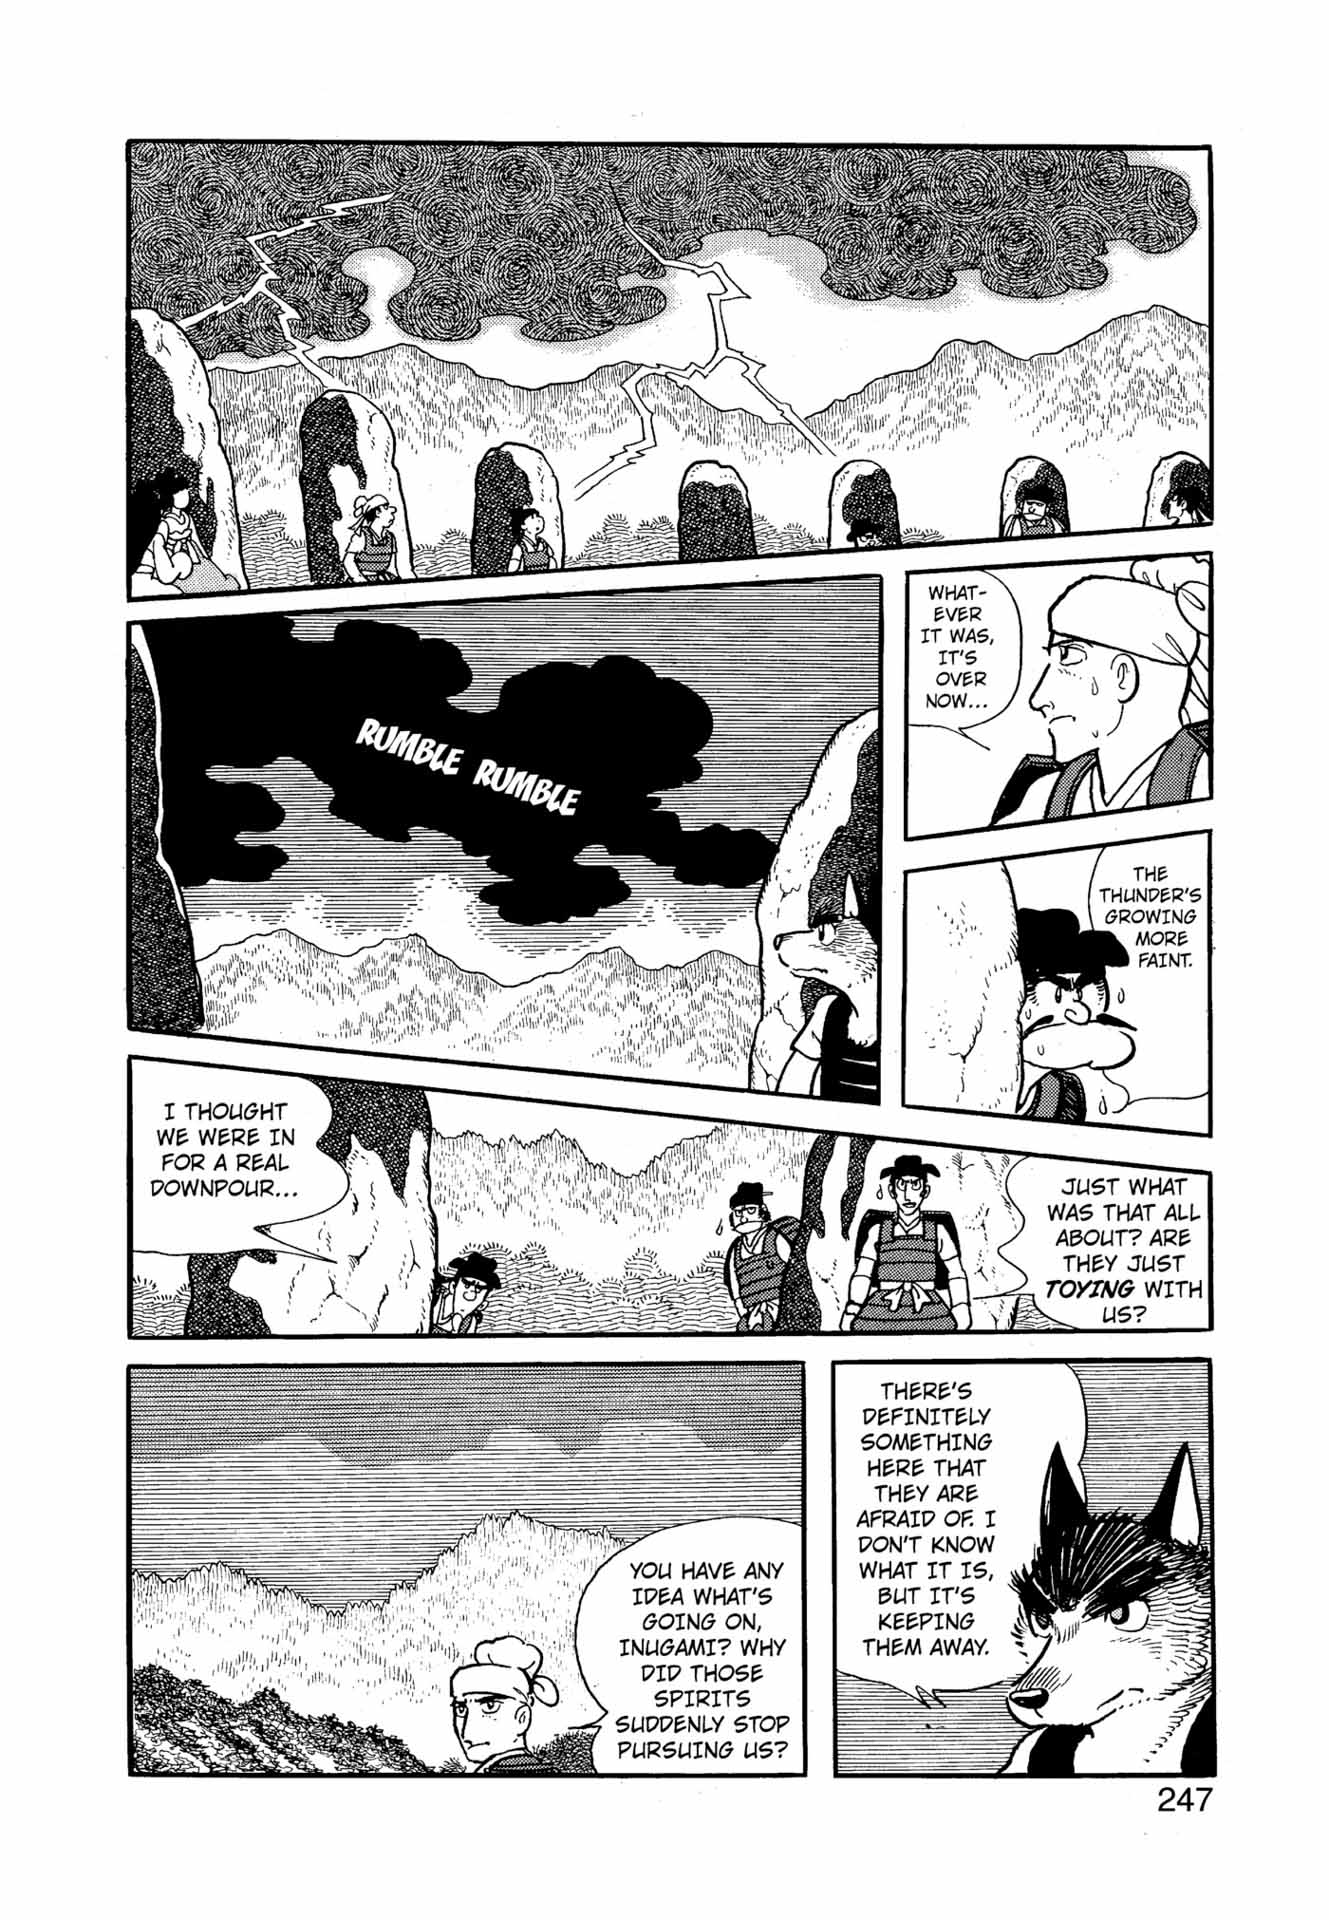 RUMBLE RUMBLE
WHAT-
EVER
IT WAS,
IT'S
OVER
NOW...
THE
THUNDER'S
GROWING
MORE
FAINT.
I THOUGHT
WE WERE IN
FOR A REAL
DOWNPOUR...
JUST WHAT
WAS THAT ALL
ABOUT? ARE
THEY JUST
TOYING WITH
US?
YOU HAVE ANY
IDEA WHAT'S
GOING ON,
INUGAMI? WHY
DID THOSE
SPIRITS
SUDDENLY STOP
PURSUING US?
THERE'S
DEFINITELY
SOMETHING
HERE THAT
THEY ARE
AFRAID OF. I
DON'T KNOW
WHAT IT IS,
BUT IT'S
KEEPING
THEM AWAY.
247